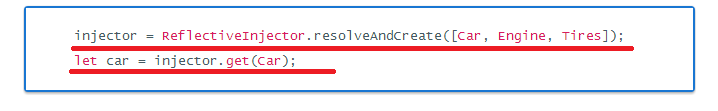 injector = ReflectiveInjector.resolveAndCreate([Car, Engine, Tires]);
let car = injector.get(Car);